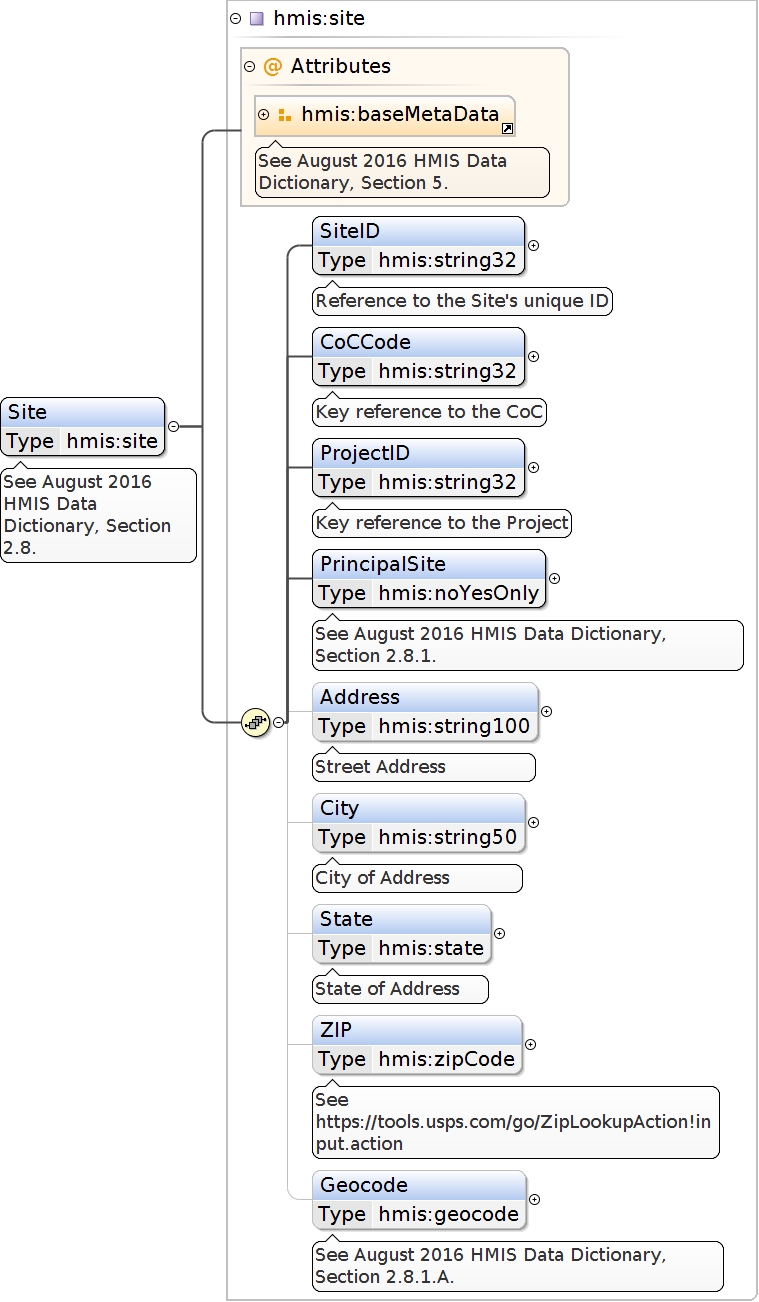 hmis:site
Attributes
hmis:baseMetaData
See August 2016 HMIS Data
Dictionary, Section 5.
SiteID
Type hmis:string32
Reference to the Site's unique ID
CoCCode
Type hmis:string32
Key reference to the CoC
Site
Type hmis:site
See August 2016
HMIS Data
Dictionary, Section
2.8.
ProjectID
Type hmis:string32
Key reference to the Project
PrincipalSite
Type hmis:noYesOnly
See August 2016 HMIS Data Dictionary,
Section 2.8.1.
Address
Type hmis:string100
Street Address
City
Type hmis:string50
City of Address
State
Type hmis:state
State of Address
ZIP
Type hmis:zipCode
See
https://tools.usps.com/go/ZipLookupAction!in
put.action
Geocode
Type hmis:geocode
See August 2016 HMIS Data Dictionary,
Section 2.8.1.A.